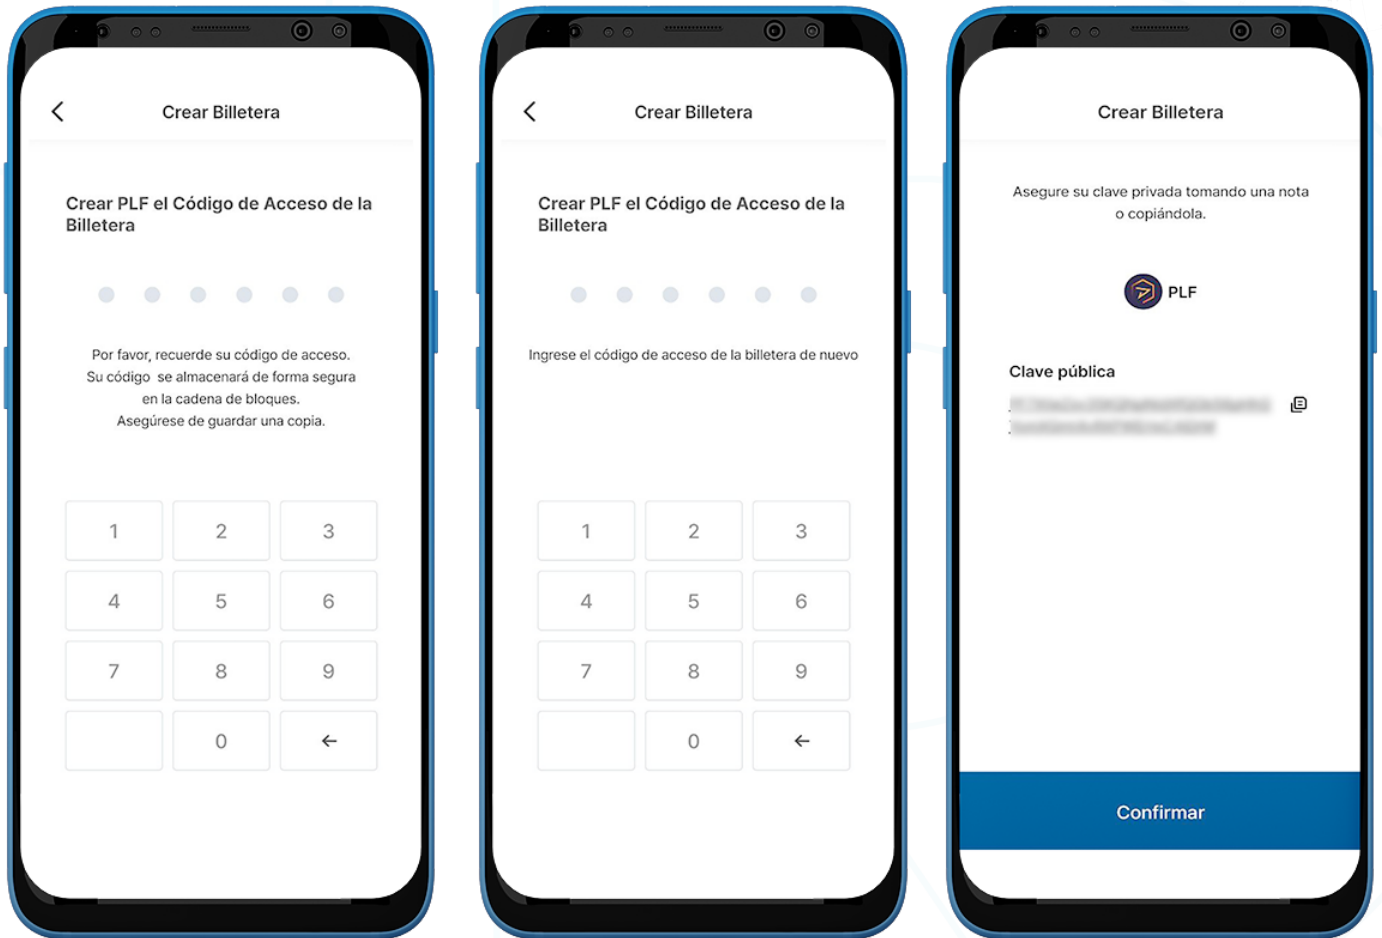 Crear Billetera
Crear PLF el Código de Acceso de la
Billetera
Por favor, recuerde su código de acceso.
Su código se almacenará de forma segura
en la cadena de bloques.
Asegúrese de guardar una copia.
1 2 3
4 5 6
7 8 9
0 ←
Crear Billetera
Crear PLF el Código de Acceso de la
Billetera
Ingrese el código de acceso de la billetera de nuevo
1 2 3
4 5 6
7 8 9
0 ←
Crear Billetera
Asegure su clave privada tomando una nota
o copiándola.
PLF
Clave pública
Confirmar